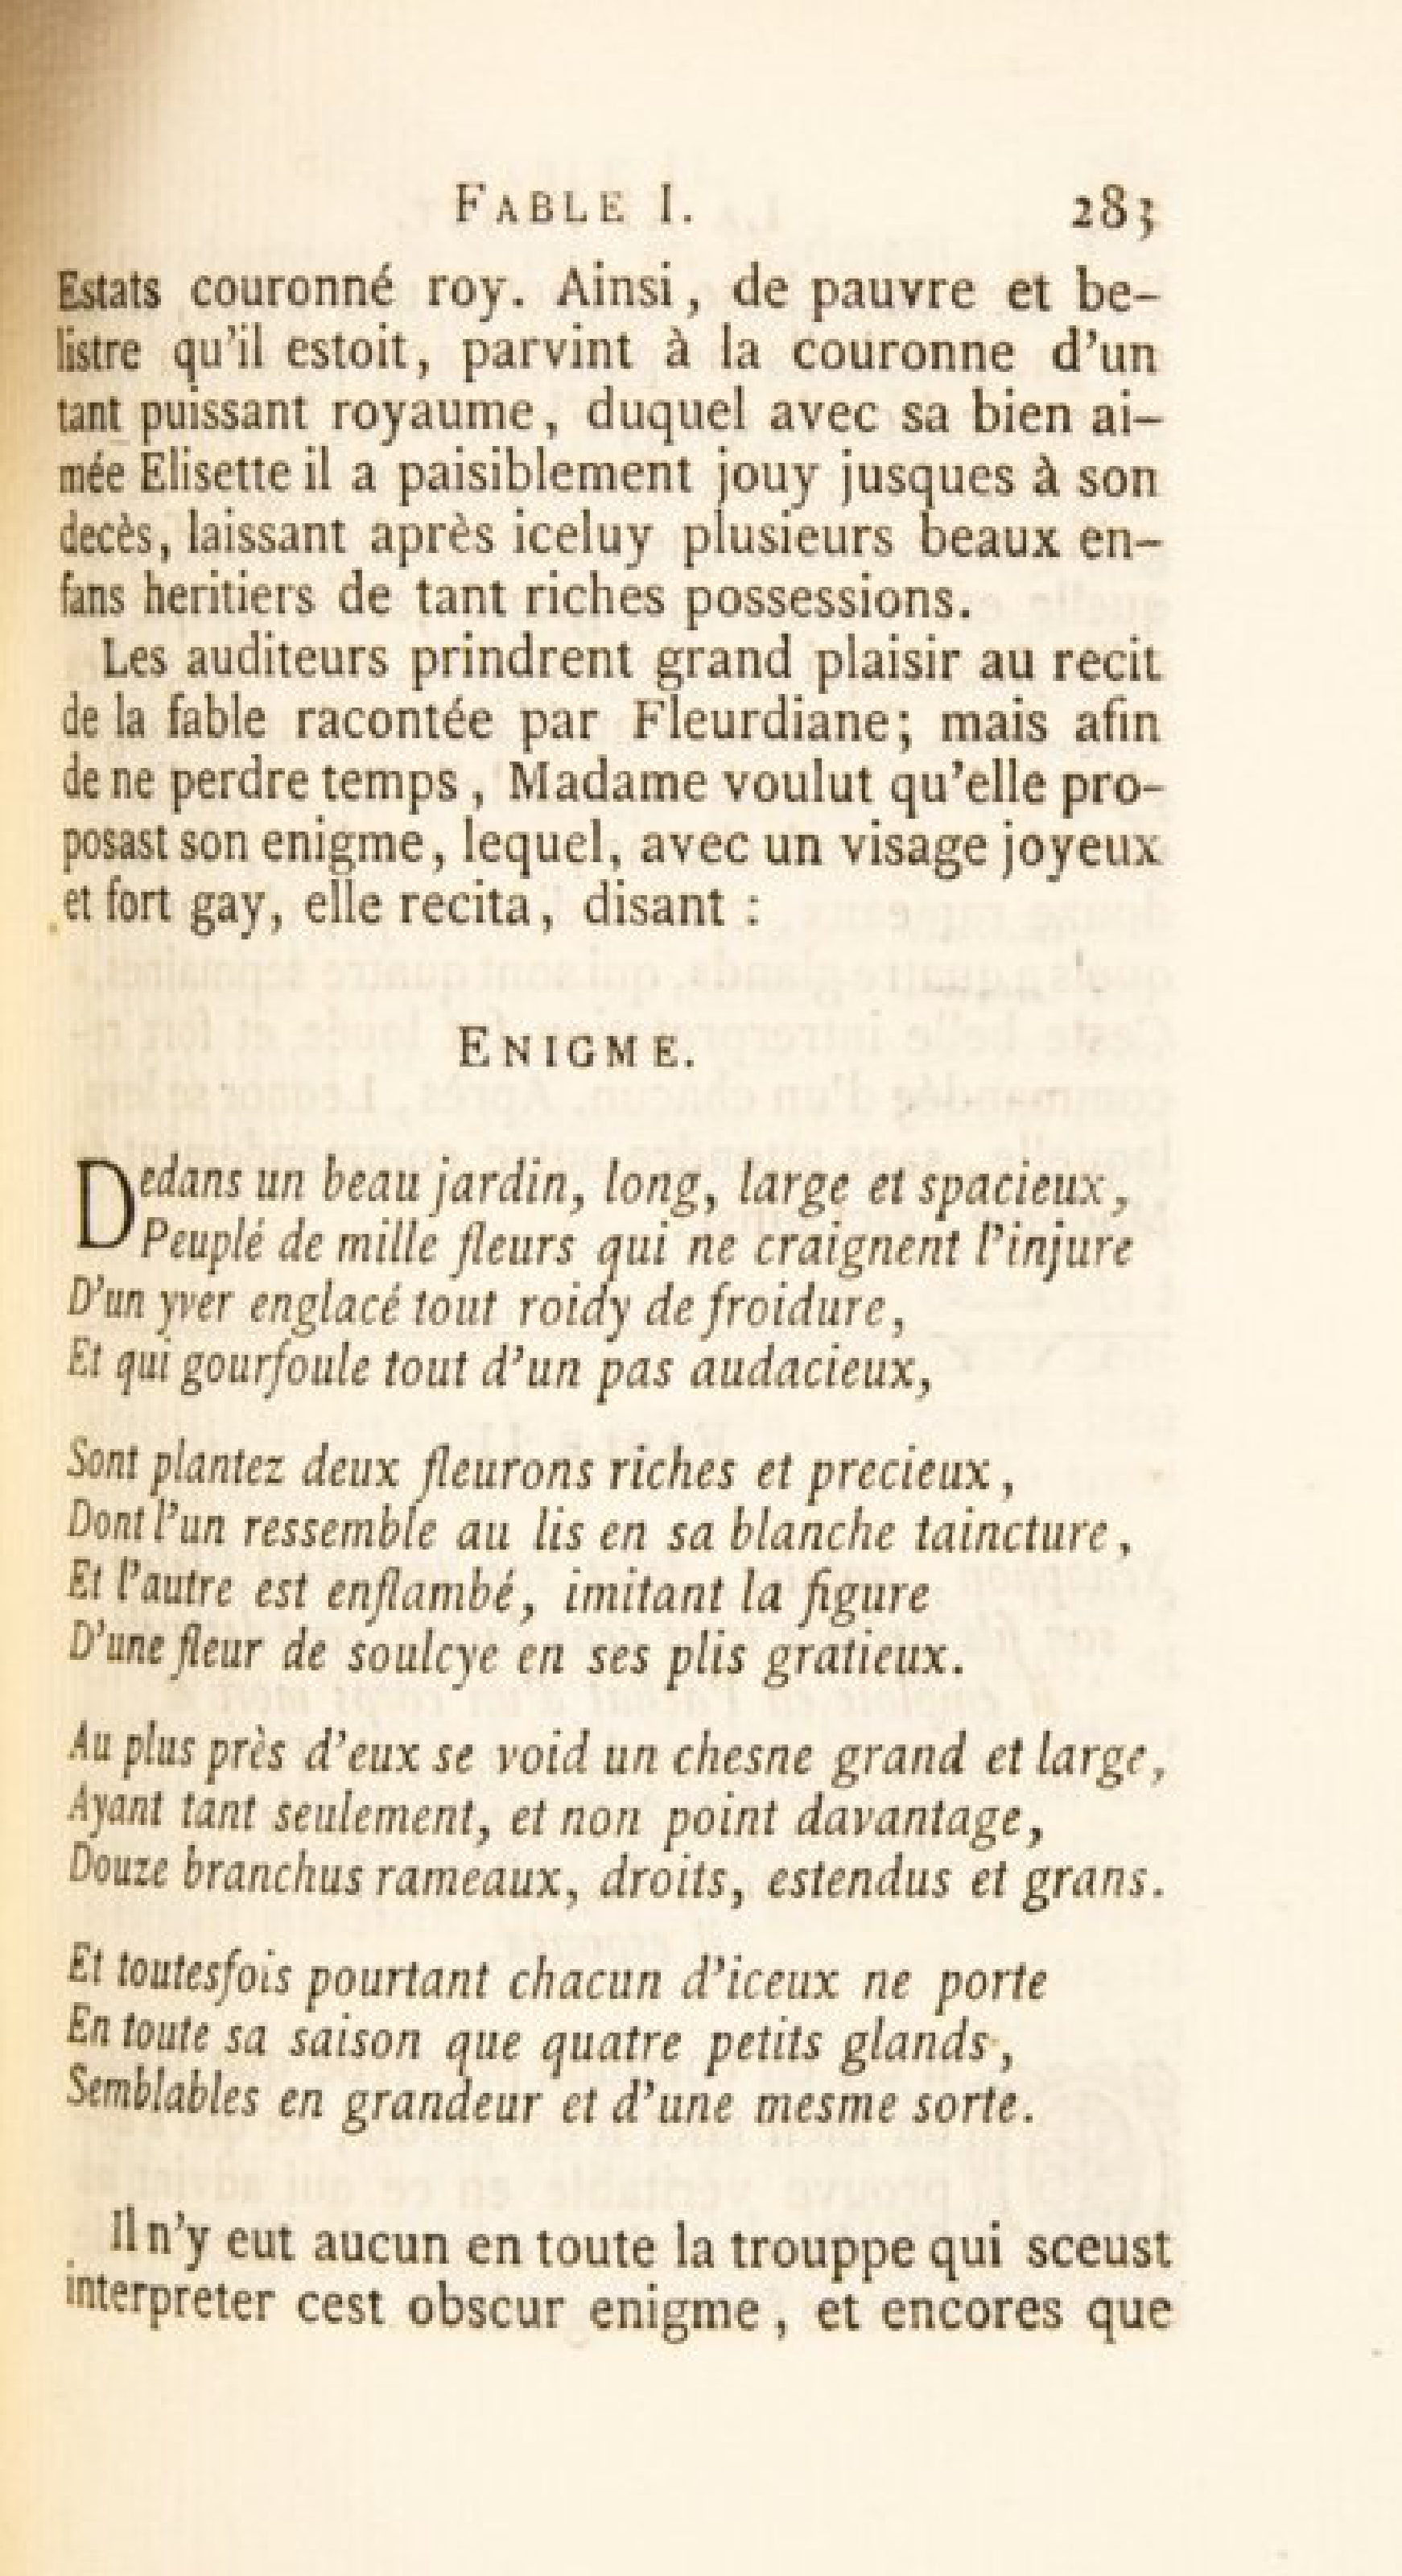 FABLE I. 283
Estats couronné roy. Ainsi, de pauvre et be-
listre qu'il estoit, parvint à la couronne d'un
tant puissant royaume, duquel avec sa bien ai-
mée Elisette il a paisiblement jouy jusques à son
decès, laissant après iceluy plusieurs beaux en-
fans heritiers de tant riches possessions.
Les auditeurs prindrent grand plaisir au recit
de la fable racontée par Fleurdiane; mais afin
de ne perdre temps, Madame voulut qu'elle pro-
posast son enigme, lequel, avec un visage joyeux
et fort gay, elle recita, disant :
ENIGME.
Dedans un beau jardin, long, large et spacieux,
Peuplé de mille fleurs qui ne craignent l'injure
D'un yver englacé tout roidy de froidure,
Et qui gourfoule tout d'un pas audacieux,
Sont plantez deux fleurons riches et precieux,
Dont l'un ressemble au lis en sa blanche taincture,
Et l'autre est enflambé, imitant la figure
D'une fleur de soulcye en ses plis gratieux.
Au plus près d'eux se void un chesne grand et large,
Ayant tant seulement, et non point davantage,
Douze branchus rameaux, droits, estendus et grans.
Et toutesfois pourtant chacun d'iceux ne porte
En toute sa saison que quatre petits glands,
Semblables en grandeur et d'une mesme sorte.
Il n'y eut aucun en toute la trouppe qui sceust
interpreter cest obscur enigme, et encores que